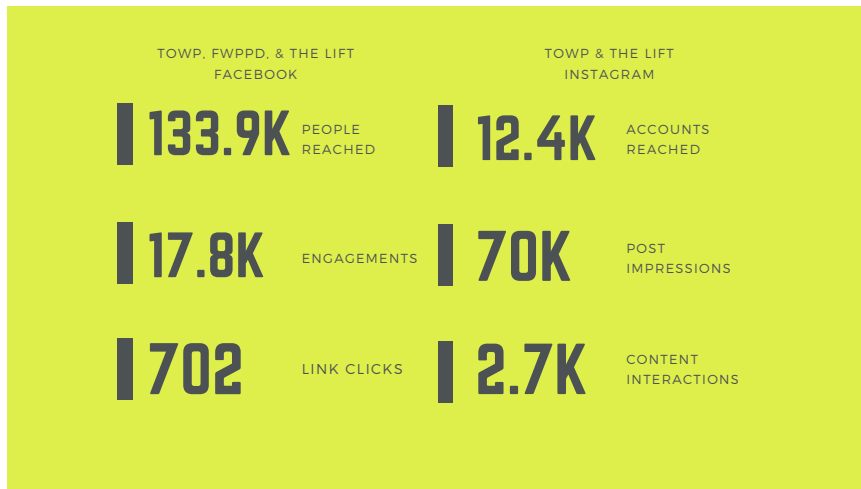 TOWP, FWPPD, & THE LIFT
FACEBOOK
133.9K PEOPLE
REACHED
17.8K ENGAGEMENTS
702 LINK CLICKS
TOWP & THE LIFT
INSTAGRAM
12.4K ACCOUNTS
REACHED
70K POST
IMPRESSIONS
2.7K CONTENT
INTERACTIONS